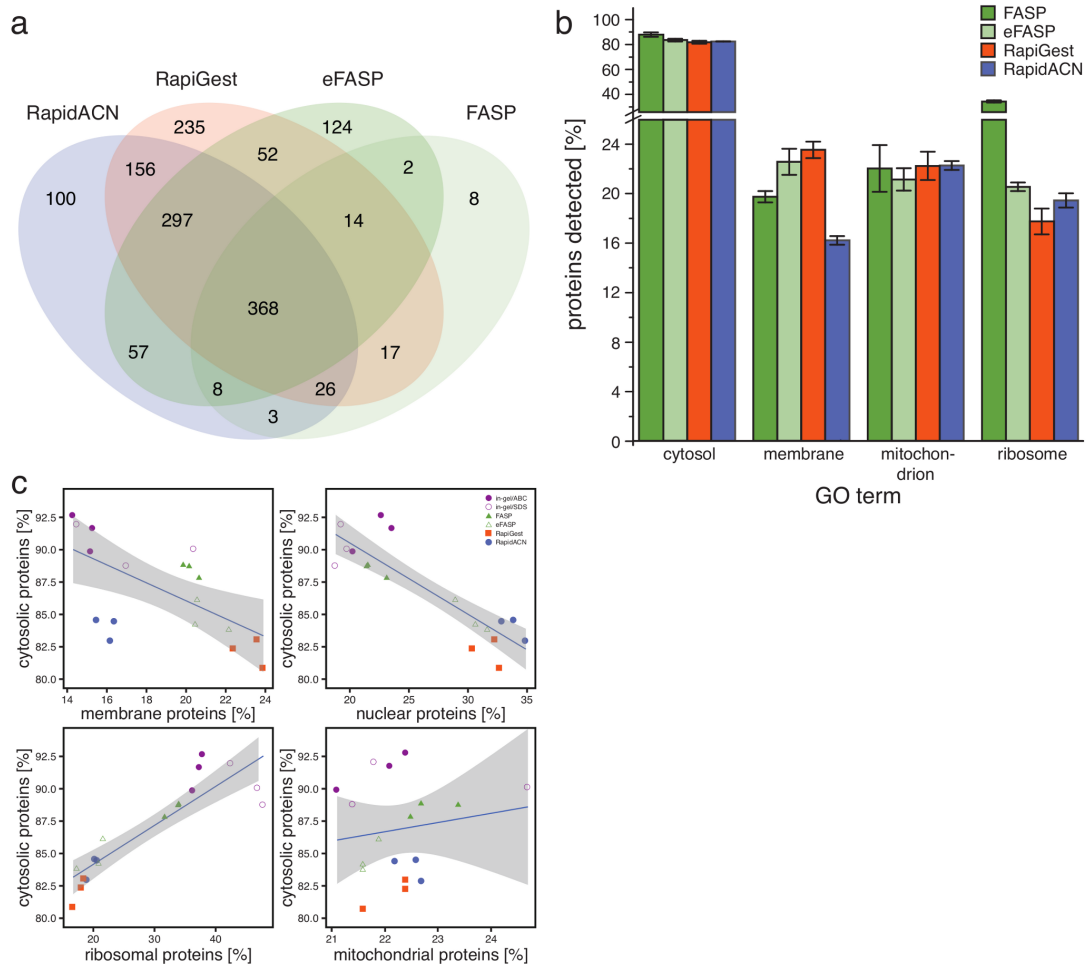 a
RapiGest
eFASP
RapidACN
FASP
235
124
156
52
2
100
8
297
14
368
57
17
8
26
3
b
FASP
eFASP
RapiGest
RapidACN
proteins detected [%]
100
80
60
40
24
20
16
12
8
4
0
cytosol
membrane
mitochon-
drion
ribosome
GO term
c
cytosolic proteins [%]
92.5
90.0
87.5
85.0
82.5
80.0
14 16 18 20 22 24
membrane proteins [%]
cytosolic proteins [%]
92.5
90.0
87.5
85.0
82.5
80.0
in-gel/ABC
in-gel/SDS
FASP
eFASP
RapiGest
RapidACN
20 25 30 35
nuclear proteins [%]
cytosolic proteins [%]
92.5
90.0
87.5
85.0
82.5
80.0
20 30 40
ribosomal proteins [%]
cytosolic proteins [%]
92.5
90.0
87.5
85.0
82.5
80.0
21 22 23 24
mitochondrial proteins [%]